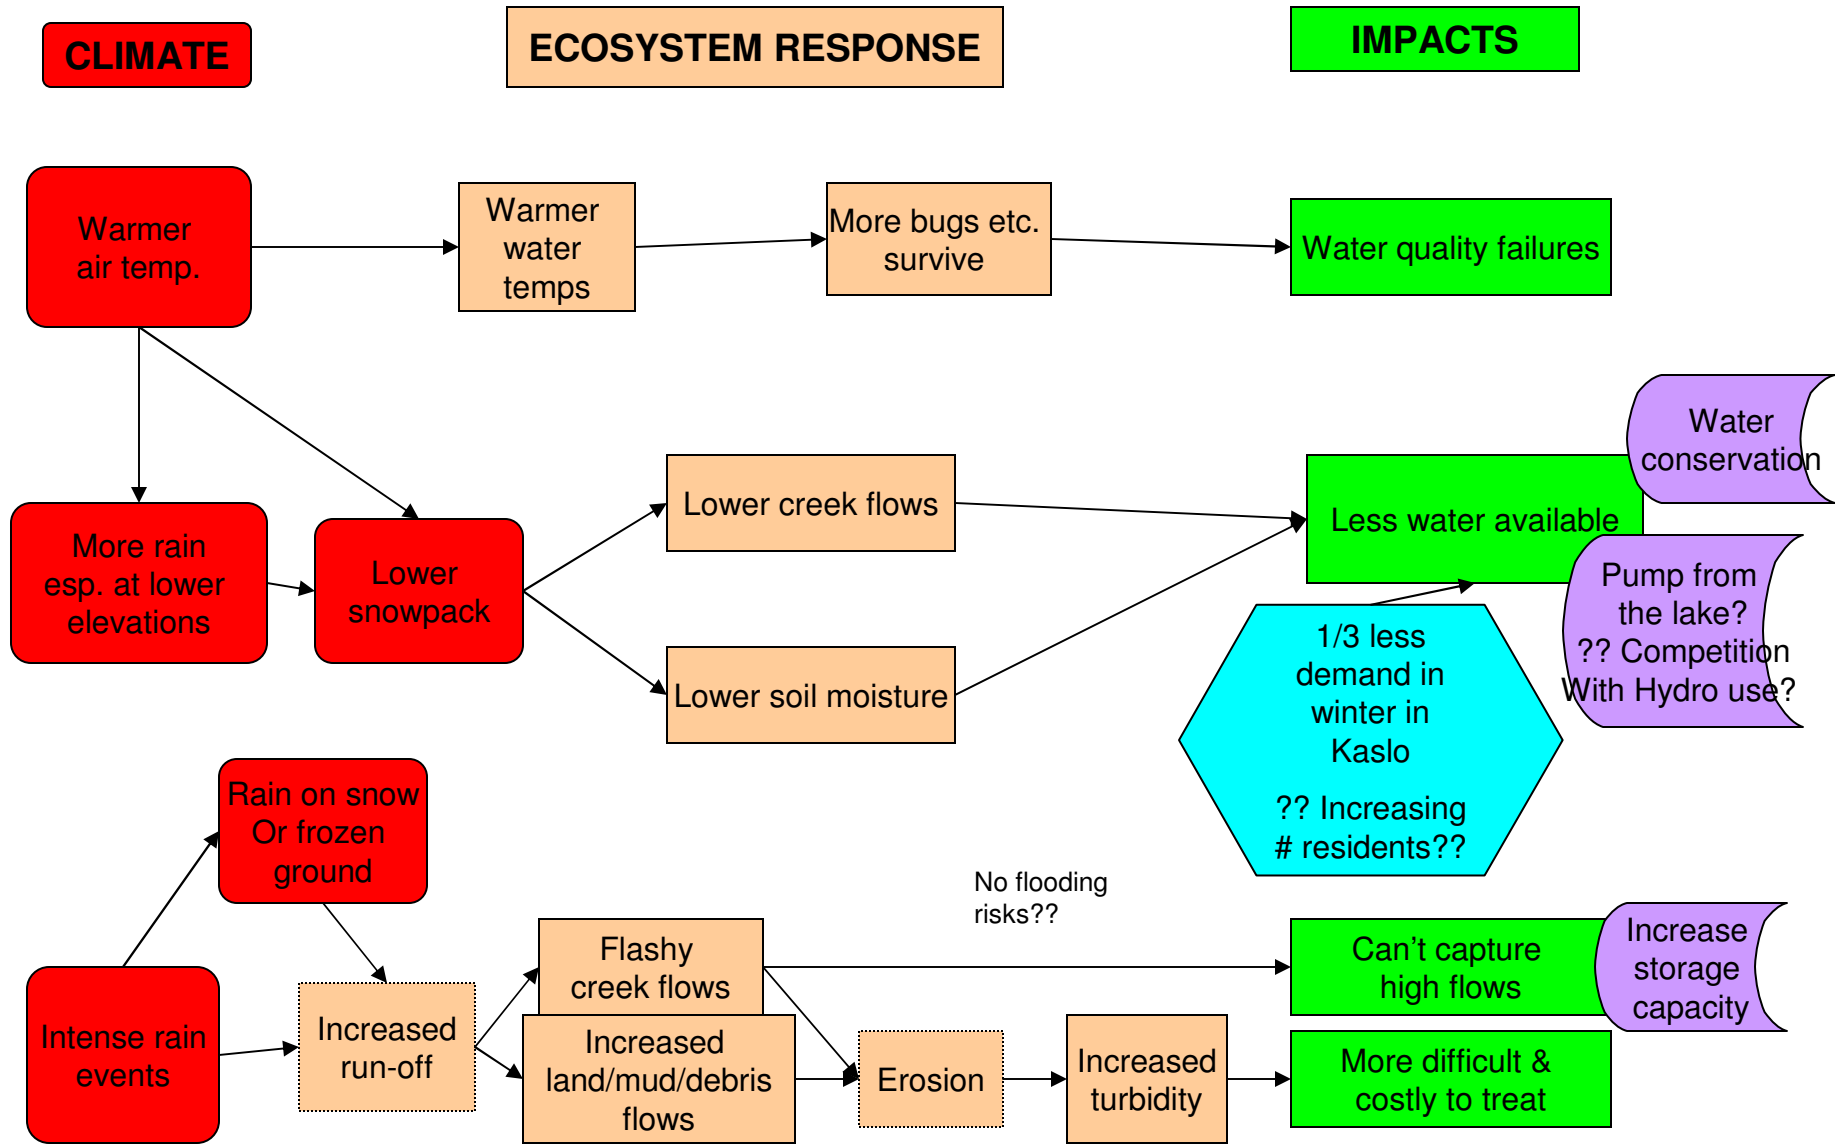 CLIMATE
ECOSYSTEM RESPONSE
IMPACTS
Warmer
air temp.
Warmer
water
temps
More bugs etc.
survive
Water quality failures
Water
conservation
More rain
esp. at lower
elevations
Lower
snowpack
Lower creek flows
Less water available
Pump from
the lake?
?? Competition
With Hydro use?
Lower soil moisture
1/3 less
demand in
winter in
Kaslo
?? Increasing
# residents??
Rain on snow
Or frozen
ground
No flooding
risks??
Intense rain
events
Increased
run-off
Flashy
creek flows
Can’t capture
high flows
Increase
storage
capacity
Increased
land/mud/debris
flows
Erosion
Increased
turbidity
More difficult &
costly to treat